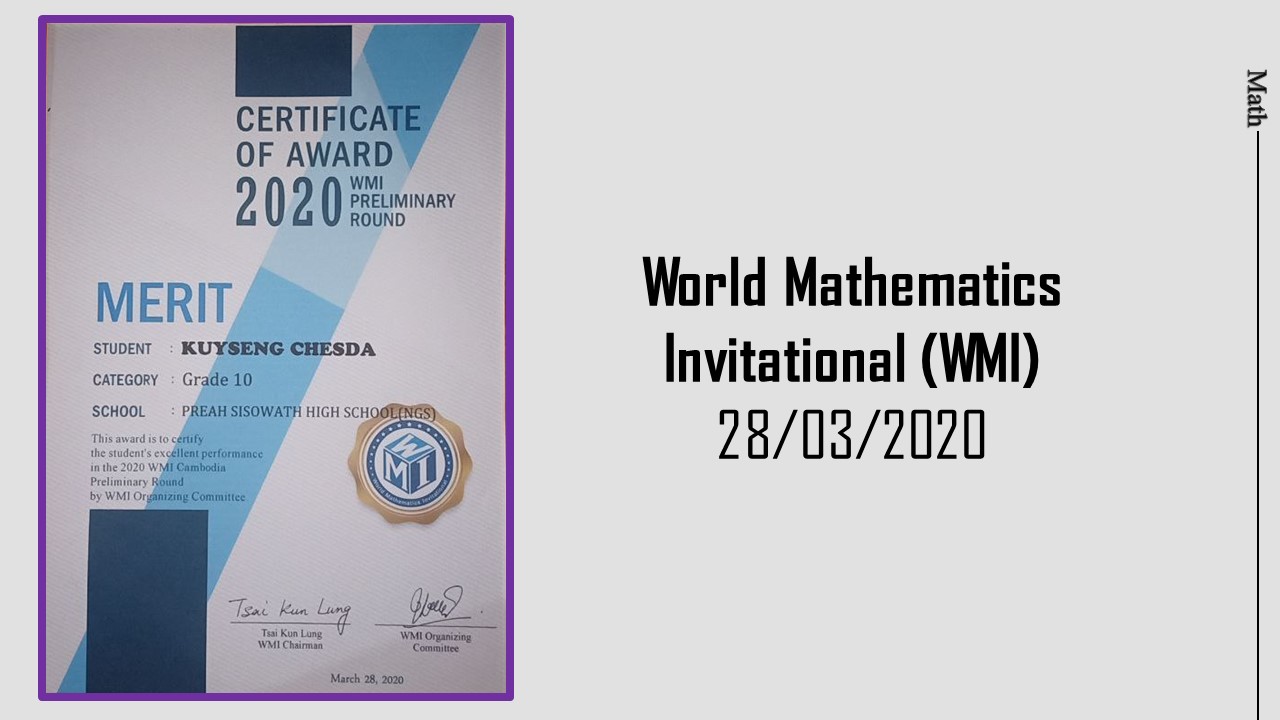 CERTIFICATE
OF AWARD
2020 WMI
PRELIMINARY
ROUND
MERIT
STUDENT : KUYSENG CHESDA
CATEGORY : Grade 10
SCHOOL : PREAH SISOWATH HIGH SCHOOL(NGS)
This award is to certify
the student's excellent performance
in the 2020 WMI Cambodia
Preliminary Round
by WMI Organizing Committee
WMI
World Mathematics Invitational
Tsai Kun Lung
Tsai Kun Lung
WMI Chairman
WMI Organizing
Committee
March 28, 2020
World Mathematics
Invitational (WMI)
28/03/2020
Math